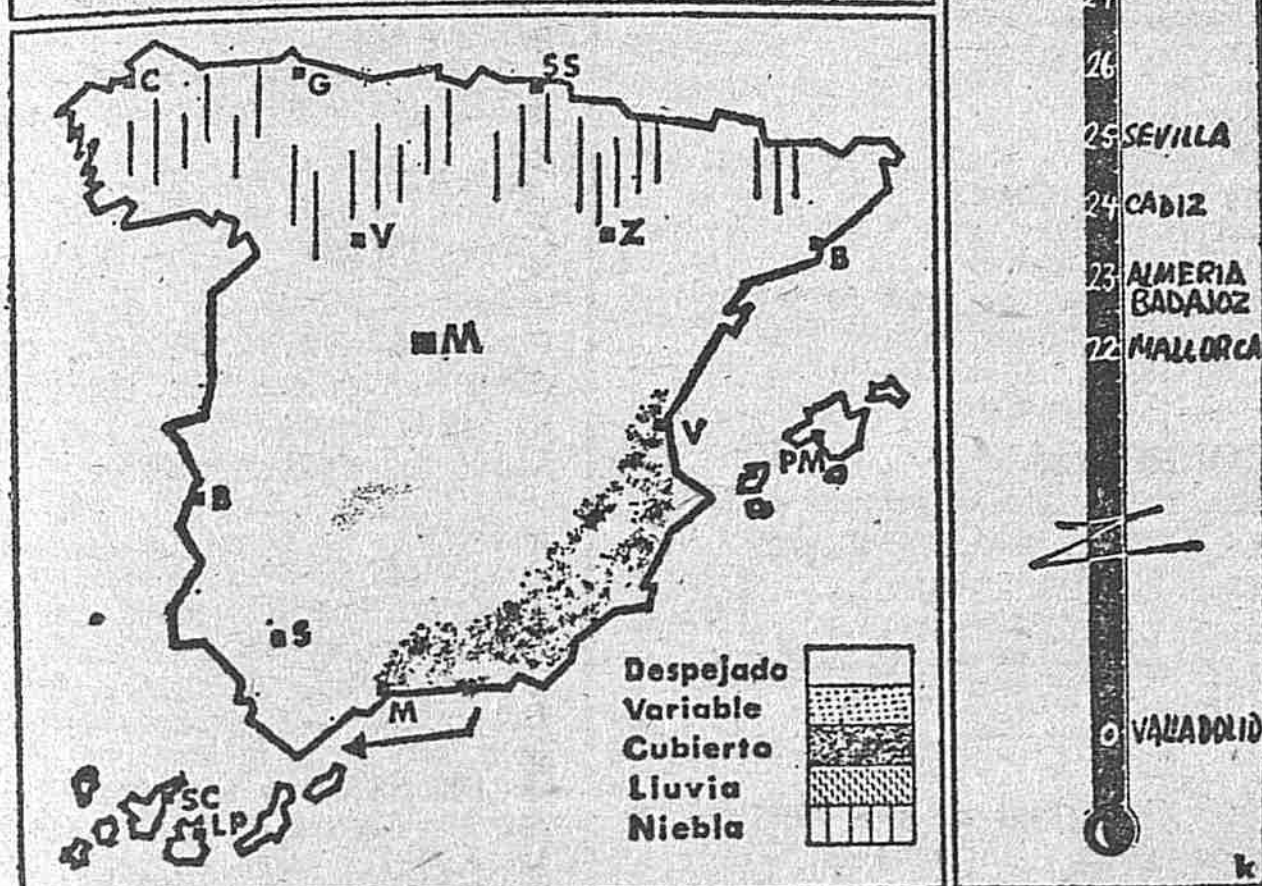 C
G
SS
V
Z
B
M
V
PM
B
S
M
SC
LP
Despejado
Variable
Cubierto
Lluvia
Niebla
26
25 SEVILLA
24 CADIZ
23 ALMERIA
BADAJOZ
22 MALLORCA
0 VALLADOLID
k